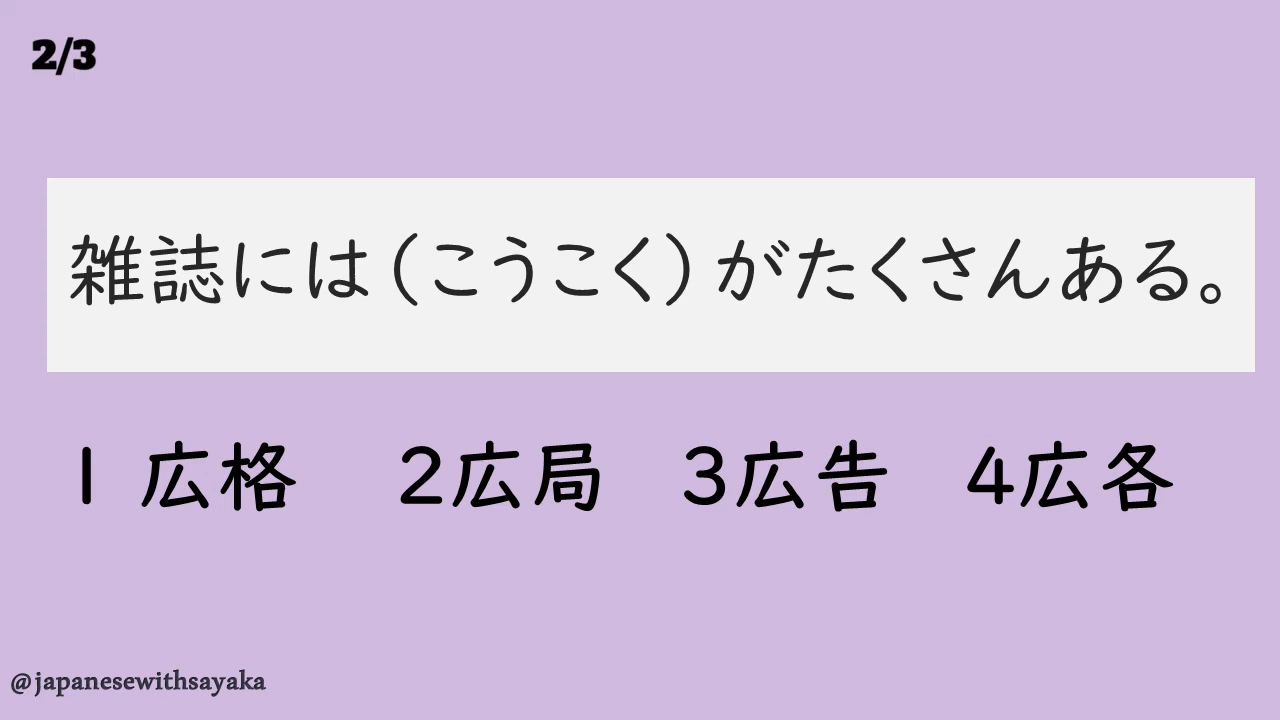 2/3
雑誌には(こうこく)がたくさんある。
1 広格 2広局 3広告 4広各
@japanesewithsayaka